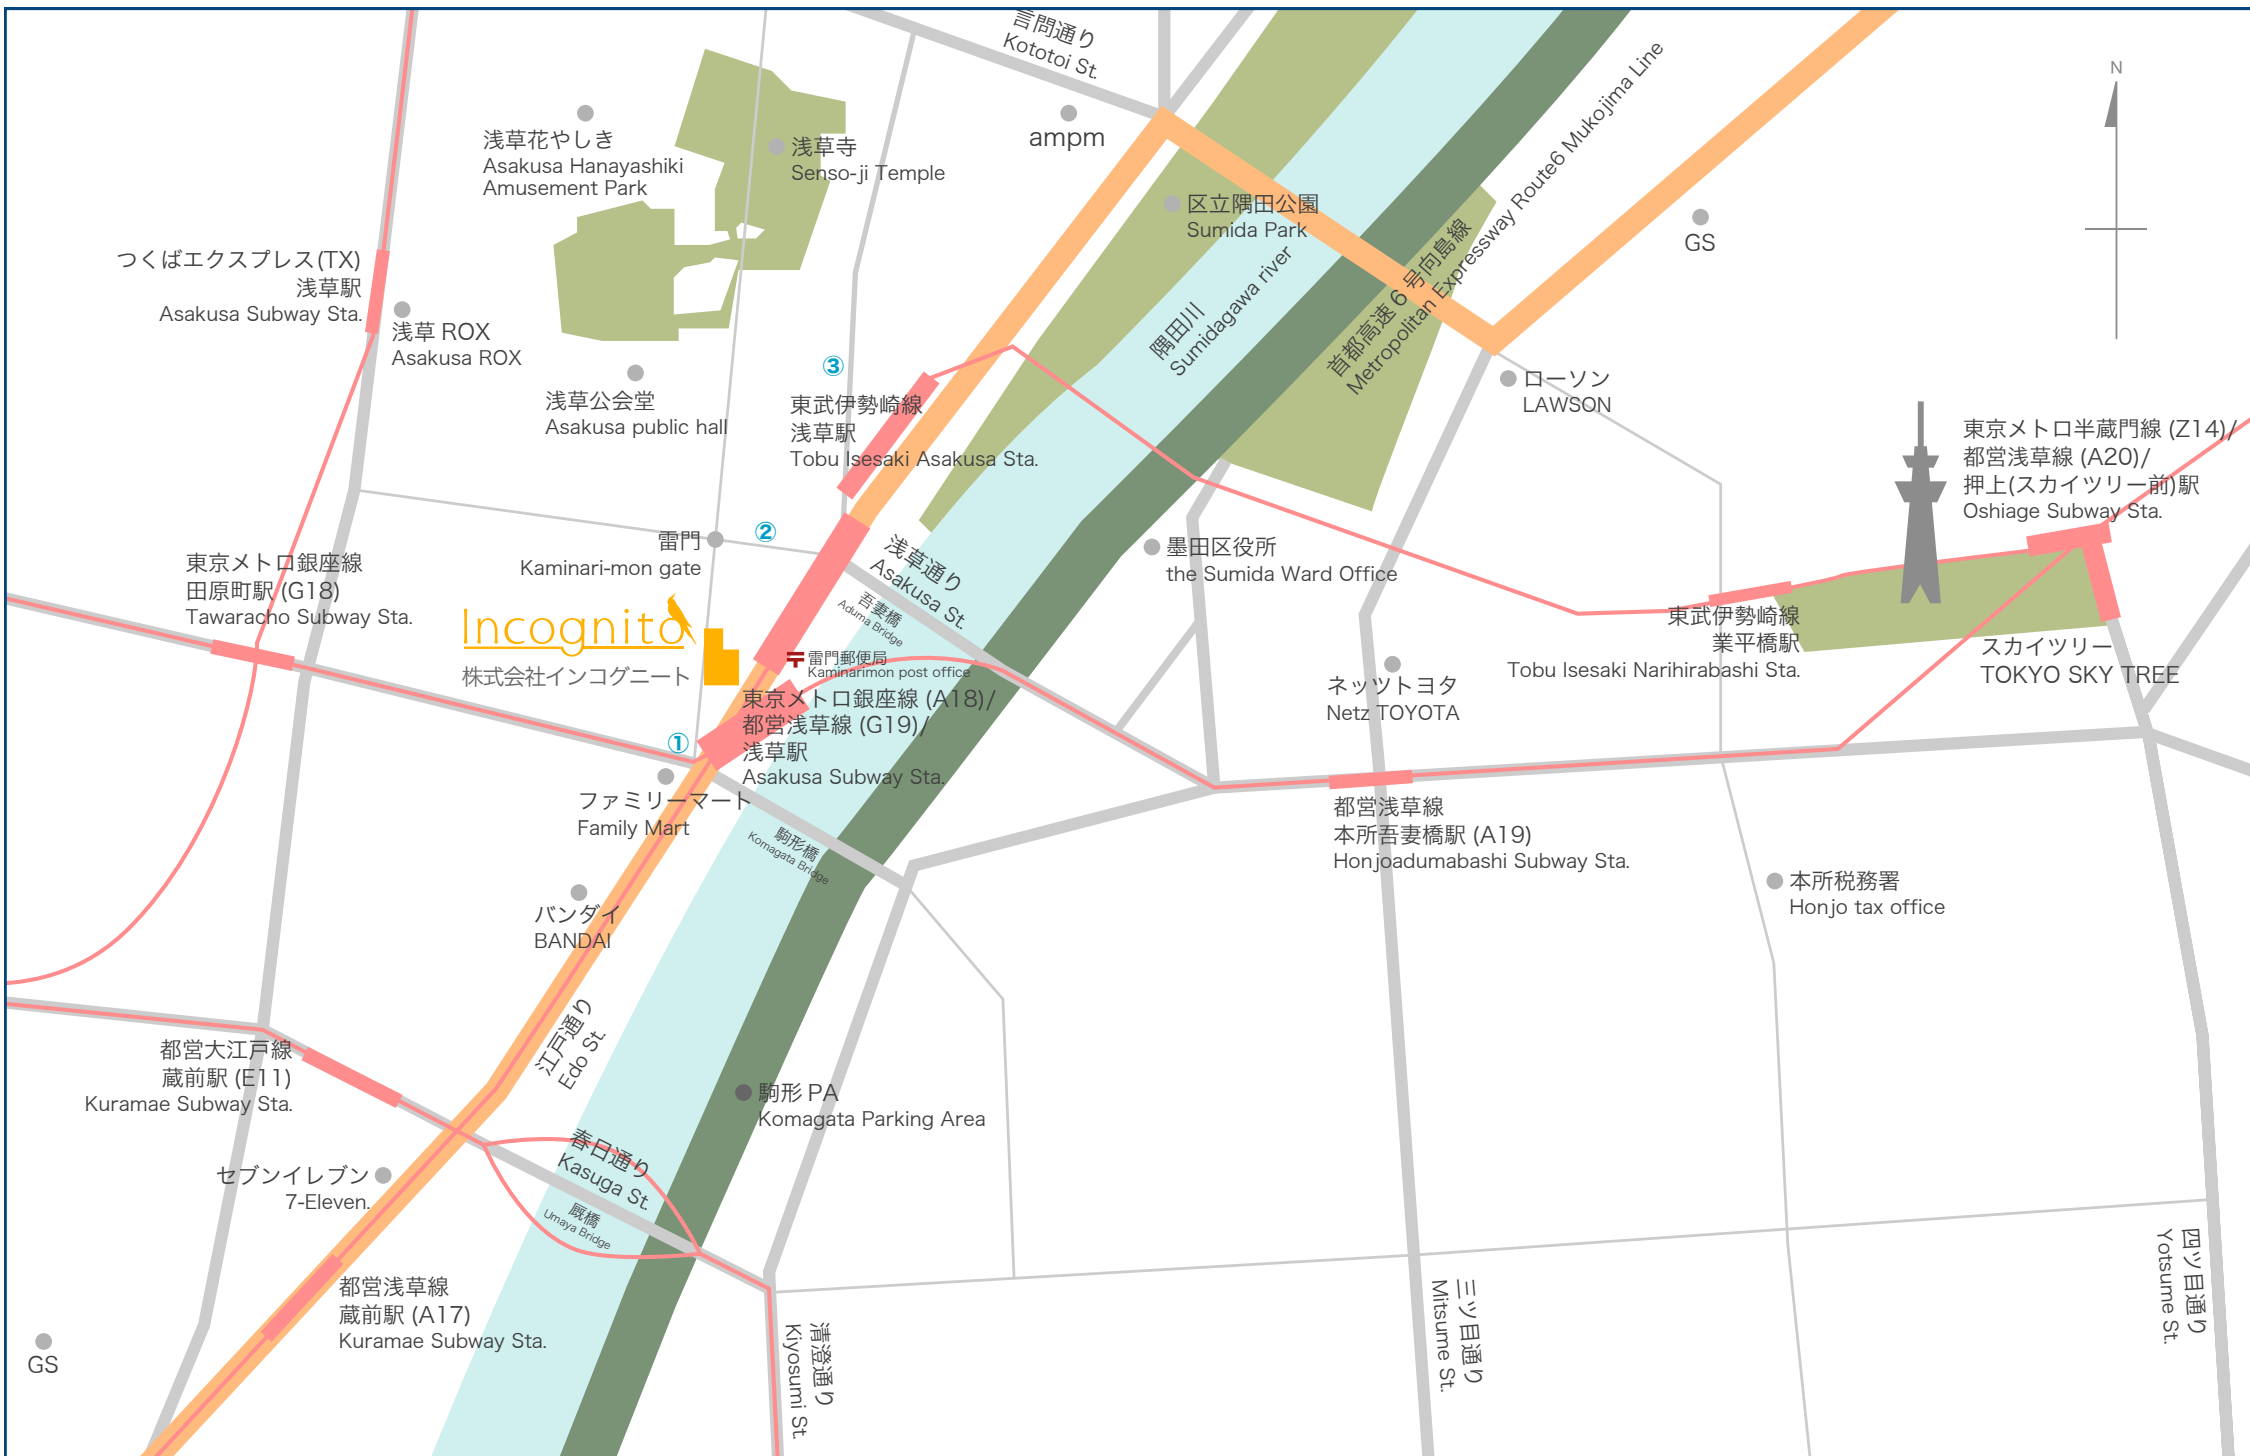 言問通り
Kototoi St.
N
浅草花やしき
Asakusa Hanayashiki
Amusement Park
浅草寺
Senso-ji Temple
ampm
区立隅田公園
Sumida Park
GS
つくばエクスプレス(TX)
浅草駅
Asakusa Subway Sta.
浅草 ROX
Asakusa ROX
浅草公会堂
Asakusa public hall
③
東武伊勢崎線
浅草駅
Tobu Isesaki Asakusa Sta.
隅田川
Sumidagawa river
首都高速 6 号向島線
Metropolitan Expressway Route6 Mukojima Line
ローソン
LAWSON
東京メトロ半蔵門線 (Z14)/
都営浅草線 (A20)/
押上(スカイツリー前)駅
Oshiage Subway Sta.
雷門
Kaminari-mon gate
②
浅草通り
Asakusa St.
吾妻橋
Aduma Bridge
墨田区役所
the Sumida Ward Office
東京メトロ銀座線
田原町駅 (G18)
Tawaracho Subway Sta.
Incognito
株式会社インコグニート
〒 雷門郵便局
Kaminarimon post office
東京メトロ銀座線 (A18)/
都営浅草線 (G19)/
浅草駅
Asakusa Subway Sta.
①
東武伊勢崎線
業平橋駅
Tobu Isesaki Narihirabashi Sta.
スカイツリー
TOKYO SKY TREE
ネッツトヨタ
Netz TOYOTA
ファミリーマート
Family Mart
駒形橋
Komagata Bridge
都営浅草線
本所吾妻橋駅 (A19)
Honjoadumabashi Subway Sta.
本所税務署
Honjo tax office
バンダイ
BANDAI
江戸通り
Edo St
都営大江戸線
蔵前駅 (E11)
Kuramae Subway Sta.
駒形 PA
Komagata Parking Area
春日通り
Kasuga St.
厩橋
Umaya Bridge
セブンイレブン
7-Eleven.
都営浅草線
蔵前駅 (A17)
Kuramae Subway Sta.
GS
清澄通り
Kiyosumi St.
三ツ目通り
Mitsume St.
四ツ目通り
Yotsume St.